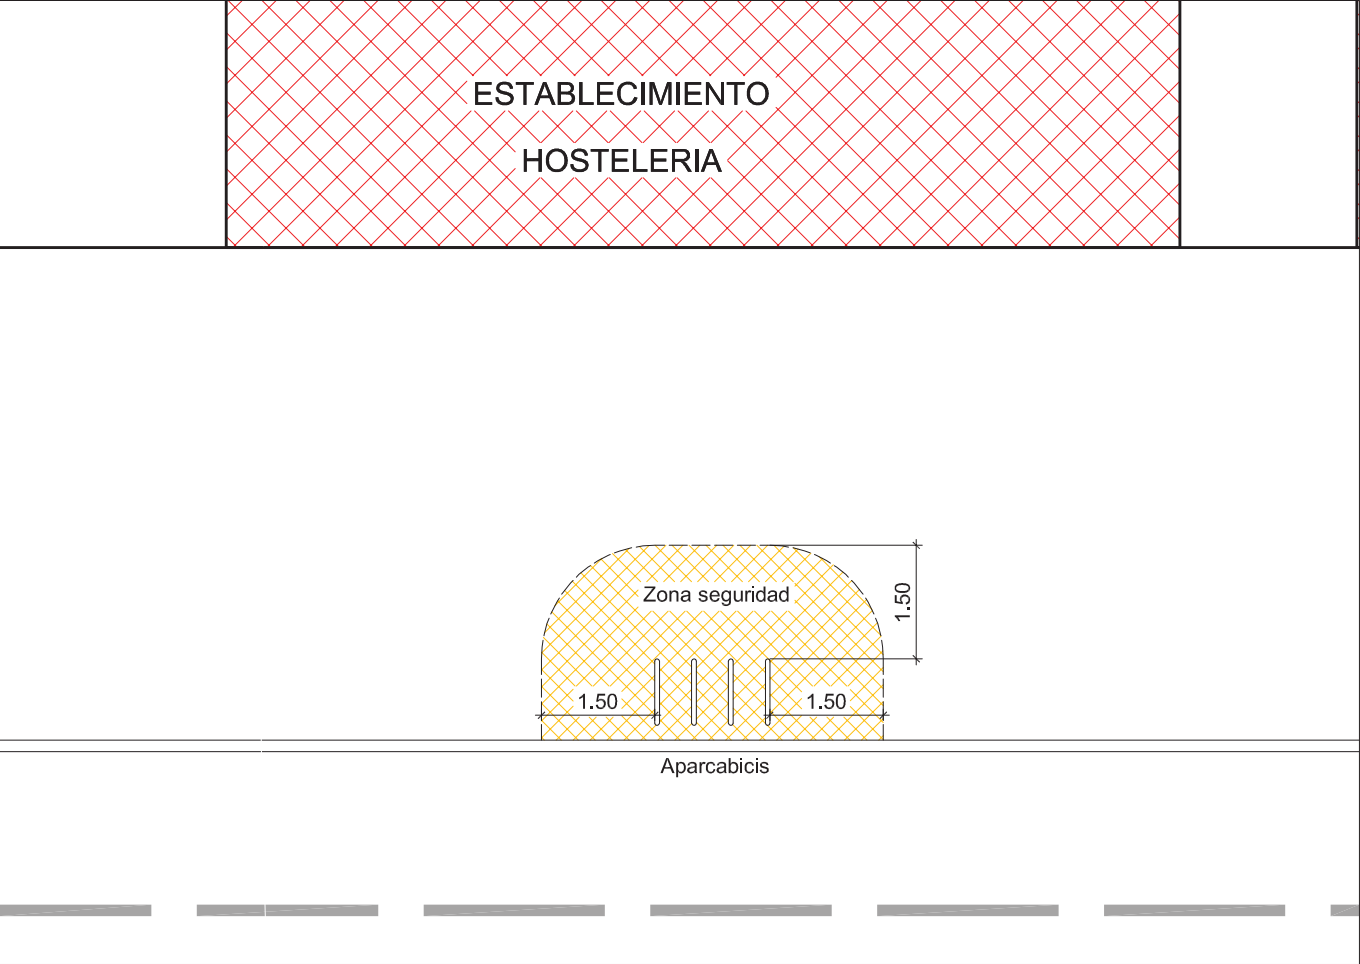 ESTABLECIMIENTO
HOSTELERIA
Zona seguridad
1.50
1.50
1.50
Aparcabicis